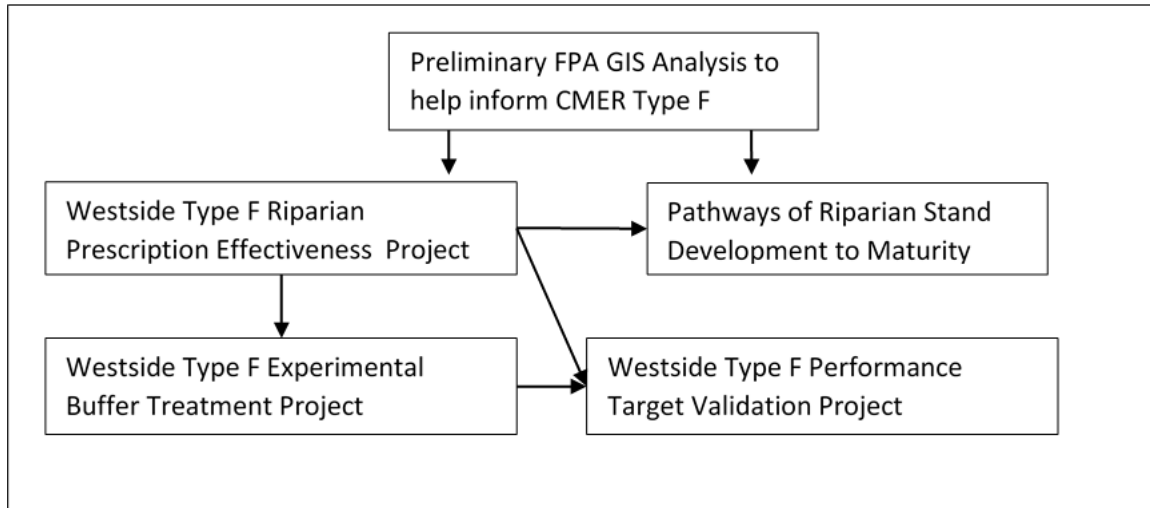 Preliminary FPA GIS Analysis to
help inform CMER Type F
Westside Type F Riparian
Prescription Effectiveness  Project
Pathways of Riparian Stand
Development to Maturity
Westside Type F Experimental
Buffer Treatment Project
Westside Type F Performance
Target Validation Project